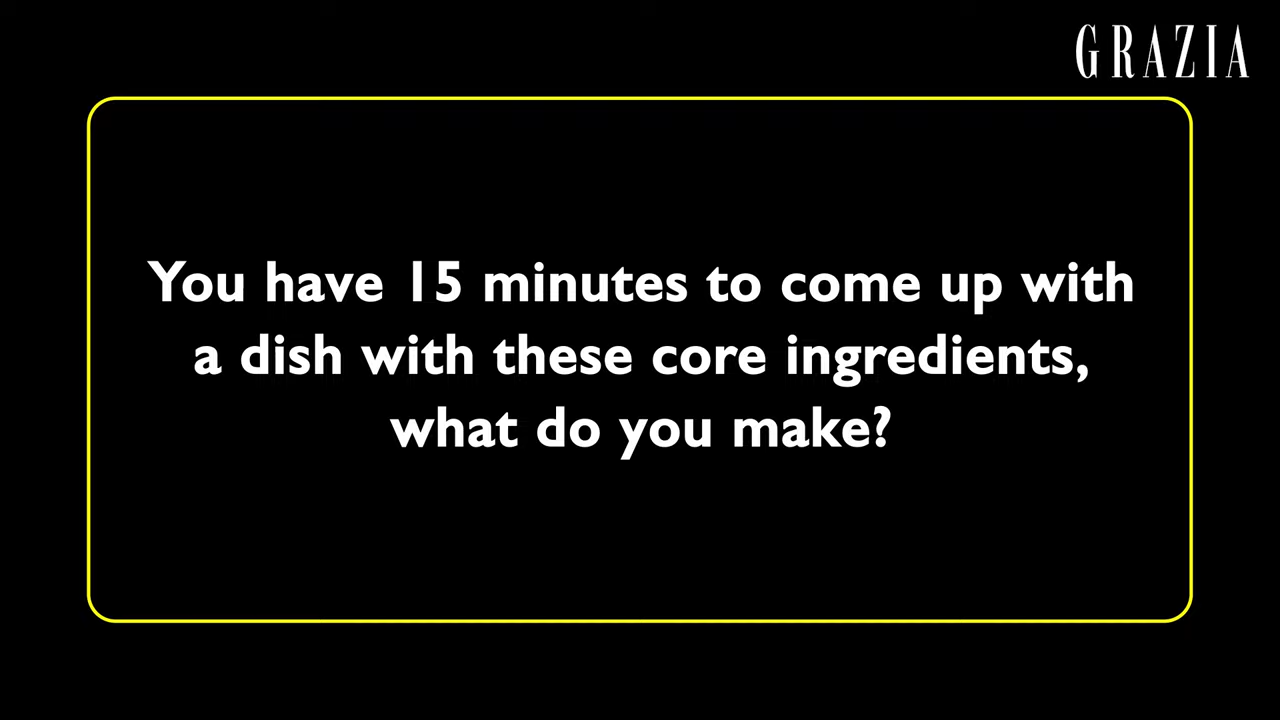 GRAZIA
You have 15 minutes to come up with
a dish with these core ingredients,
what do you make?